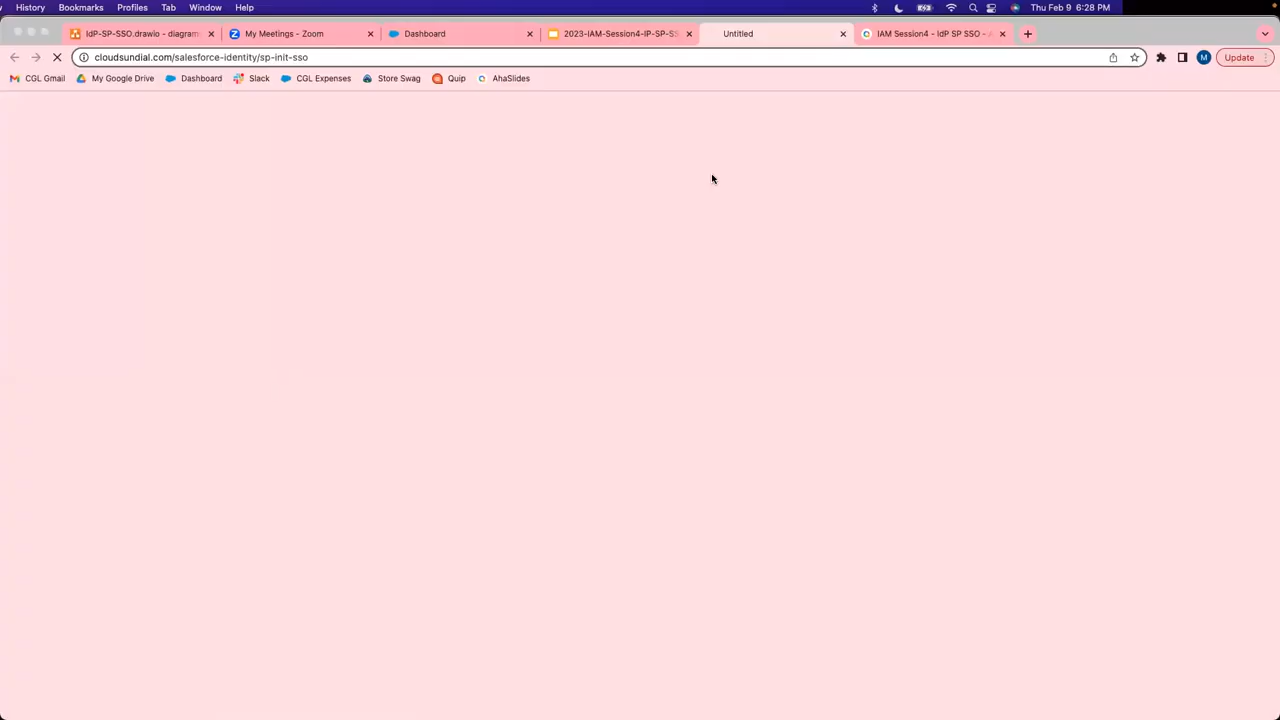 History Bookmarks Profiles Tab Window Help Thu Feb 9 6:28 PM
IdP-SP-SSO.drawio - diagram My Meetings - Zoom Dashboard 2023-IAM-Session4-IP-SP-SS Untitled IAM Session4 - IdP SP SSO - A
cloudsundial.com/salesforce-identity/sp-init-sso M Update
CGL Gmail My Google Drive Dashboard Slack CGL Expenses Store Swag Quip AhaSlides